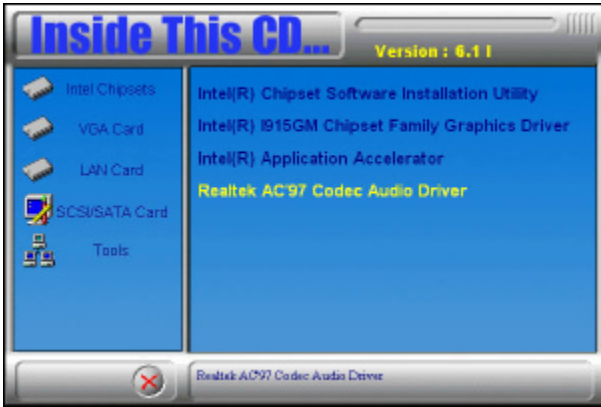 Inside This CD...
Version : 6.1 I
Intel Chipsets
VGA Card
LAN Card
SCSI/SATA Card
Tools
Intel(R) Chipset Software Installation Utility
Intel(R) I915GM Chipset Family Graphics Driver
Intel(R) Application Accelerator
Realtek AC'97 Codec Audio Driver
Realtek AC'97 Codec Audio Driver